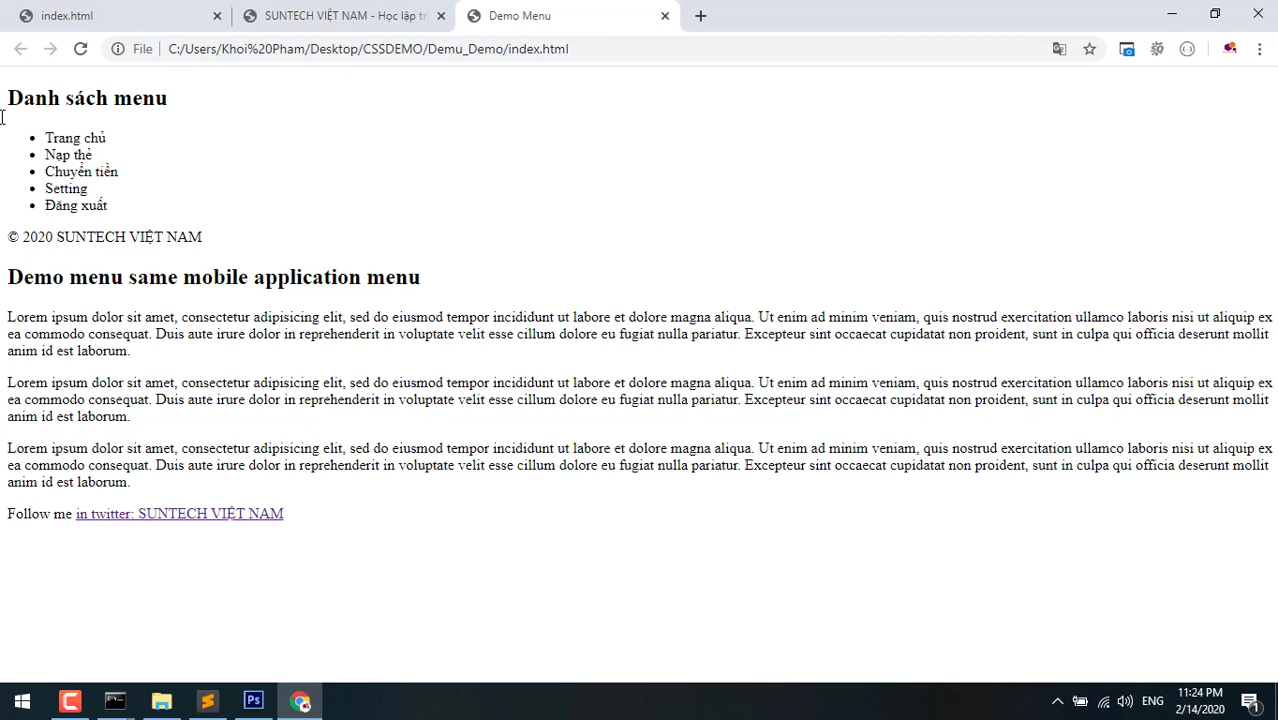 index.html
SUNTECH VIỆT NAM - Học lập tr
Demo Menu
File
C:/Users/Khoi%20Pham/Desktop/CSSDEMO/Demu_Demo/index.html
Danh sách menu
Trang chủ
Nạp thẻ
Chuyển tiền
Setting
Đăng xuất
© 2020 SUNTECH VIỆT NAM
Demo menu same mobile application menu
Lorem ipsum dolor sit amet, consectetur adipisicing elit, sed do eiusmod tempor incididunt ut labore et dolore magna aliqua. Ut enim ad minim veniam, quis nostrud exercitation ullamco laboris nisi ut aliquip ex
ea commodo consequat. Duis aute irure dolor in reprehenderit in voluptate velit esse cillum dolore eu fugiat nulla pariatur. Excepteur sint occaecat cupidatat non proident, sunt in culpa qui officia deserunt mollit
anim id est laborum.
Lorem ipsum dolor sit amet, consectetur adipisicing elit, sed do eiusmod tempor incididunt ut labore et dolore magna aliqua. Ut enim ad minim veniam, quis nostrud exercitation ullamco laboris nisi ut aliquip ex
ea commodo consequat. Duis aute irure dolor in reprehenderit in voluptate velit esse cillum dolore eu fugiat nulla pariatur. Excepteur sint occaecat cupidatat non proident, sunt in culpa qui officia deserunt mollit
anim id est laborum.
Lorem ipsum dolor sit amet, consectetur adipisicing elit, sed do eiusmod tempor incididunt ut labore et dolore magna aliqua. Ut enim ad minim veniam, quis nostrud exercitation ullamco laboris nisi ut aliquip ex
ea commodo consequat. Duis aute irure dolor in reprehenderit in voluptate velit esse cillum dolore eu fugiat nulla pariatur. Excepteur sint occaecat cupidatat non proident, sunt in culpa qui officia deserunt mollit
anim id est laborum.
Follow me in twitter: SUNTECH VIỆT NAM
Ps
ENG
11:24 PM
2/14/2020
1